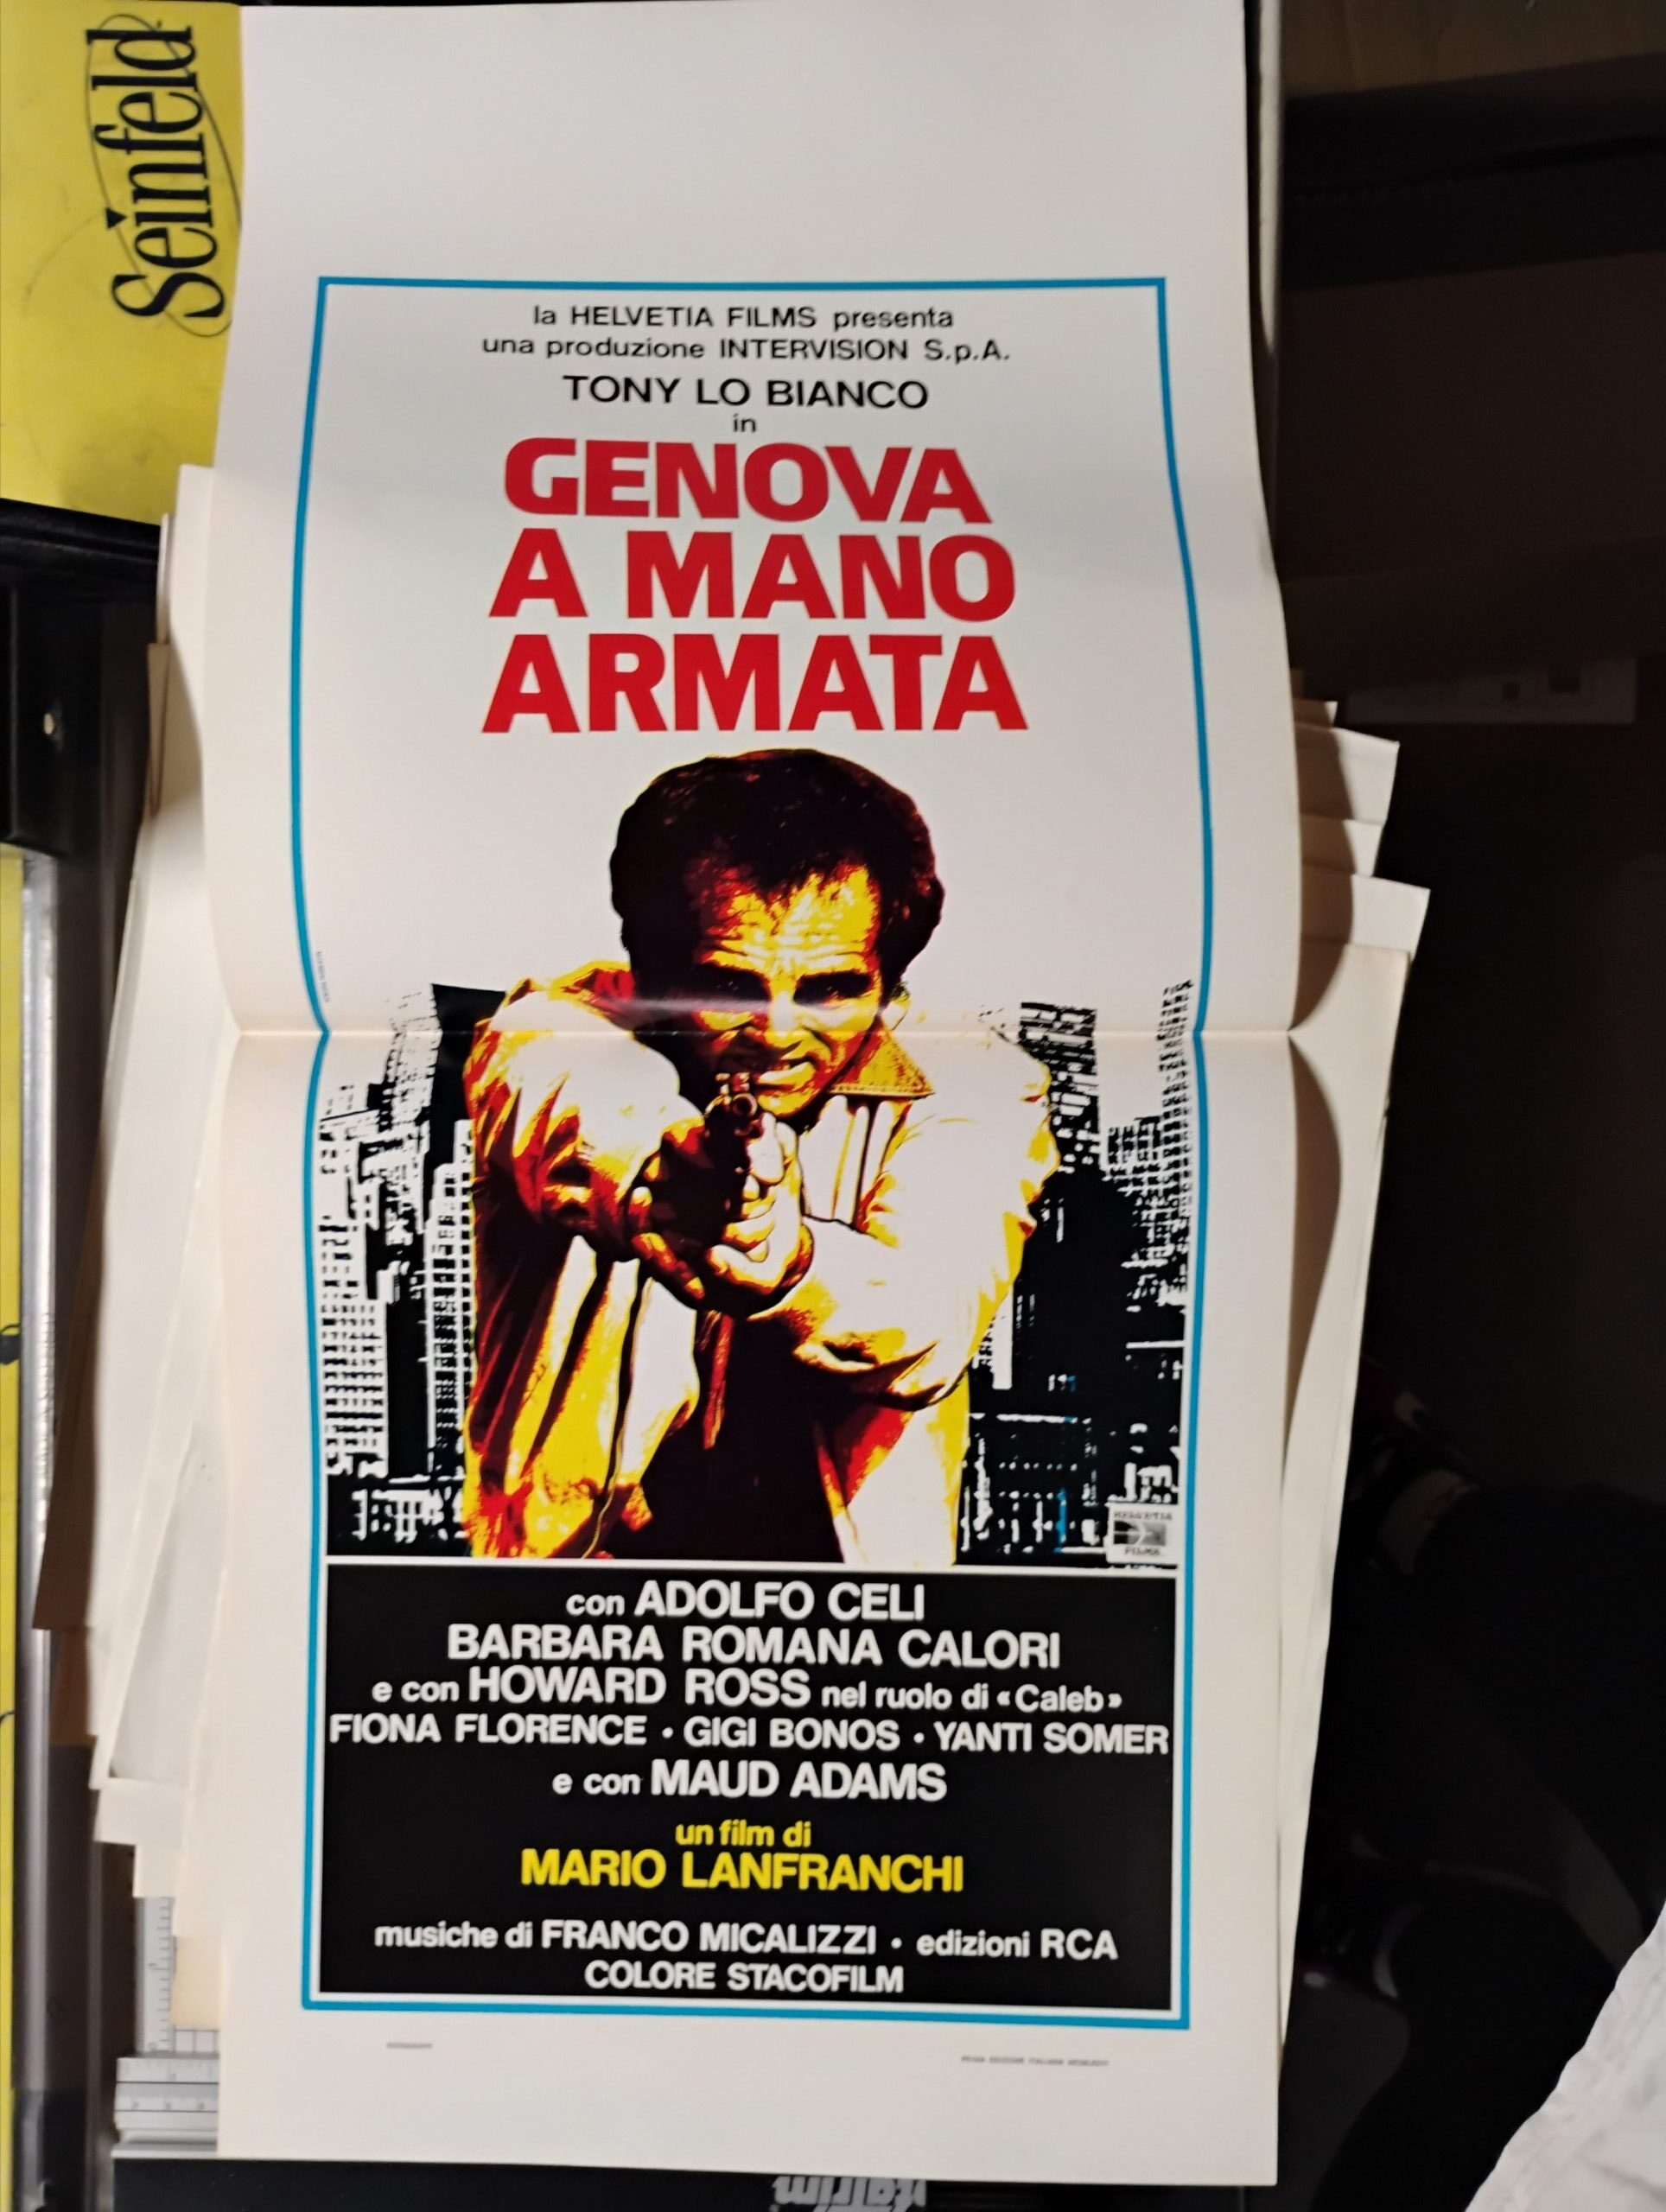 Seinfeld
la HELVETIA FILMS presenta
una produzione INTERVISION S.p.A.
TONY LO BIANCO
in
GENOVA
A MANO
ARMATA
HELVETIA
FILMS
con ADOLFO CELI
BARBARA ROMANA CALORI
e con HOWARD ROSS nel ruolo di «Caleb»
FIONA FLORENCE • GIGI BONOS • YANTI SOMER
e con MAUD ADAMS
un film di
MARIO LANFRANCHI
musiche di FRANCO MICALIZZI • edizioni RCA
COLORE STACOFILM